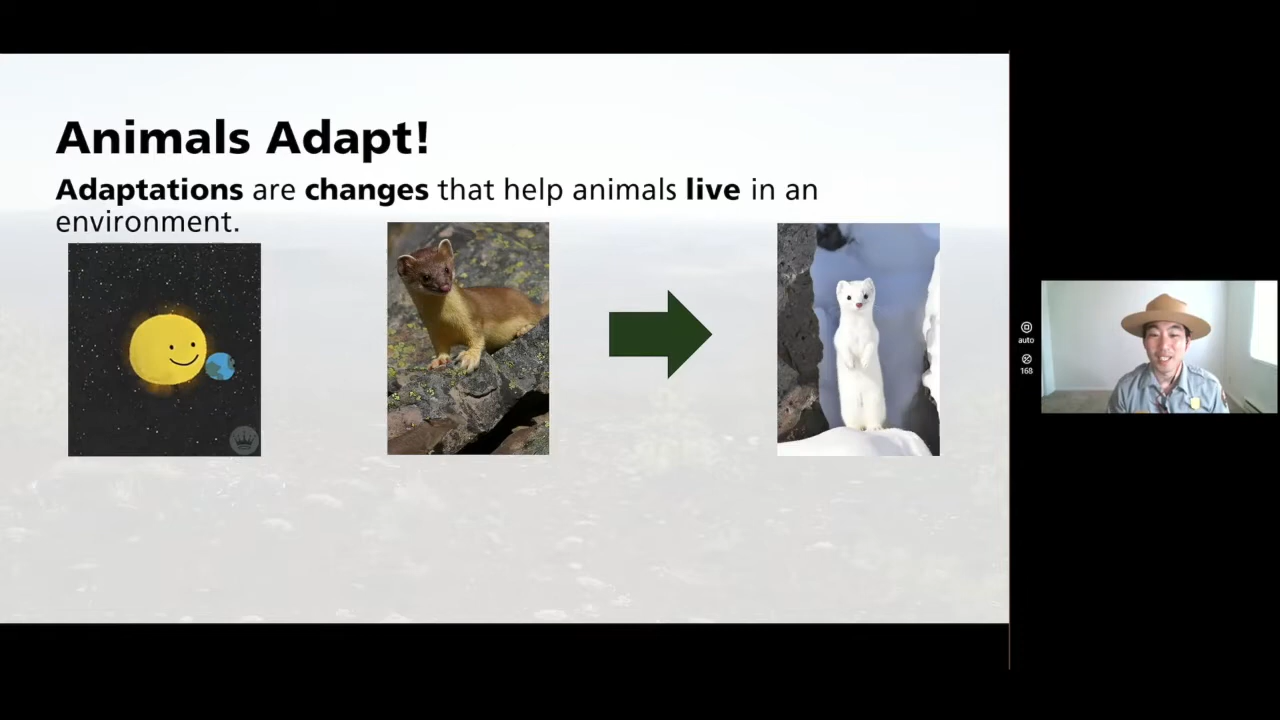 Animals Adapt!
Adaptations are changes that help animals live in an
environment.
auto
168